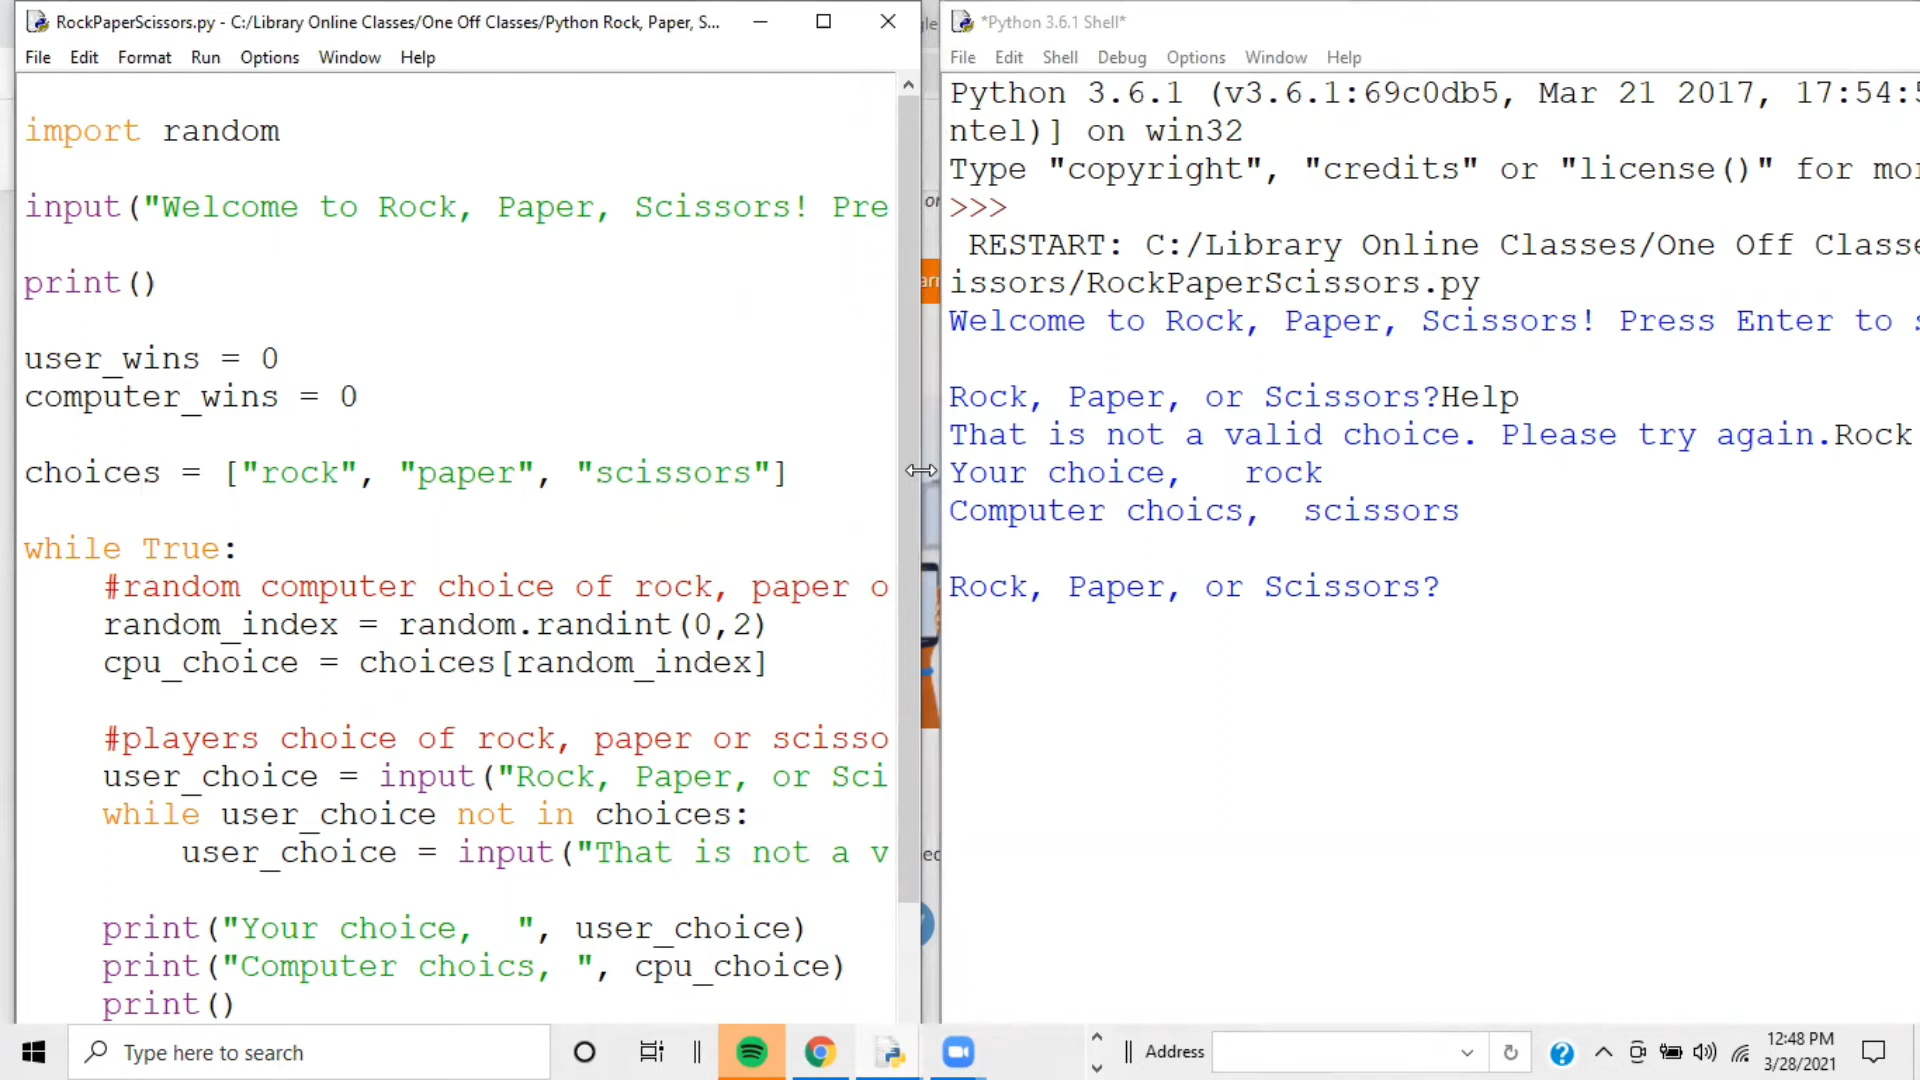 RockPaperScissors.py - C:/Library Online Classes/One Off Classes/Python Rock, Paper, S...
File Edit Format Run Options Window Help
import random
input("Welcome to Rock, Paper, Scissors! Pre
print()
user_wins = 0
computer_wins = 0
choices = ["rock", "paper", "scissors"]
while True:
#random computer choice of rock, paper o
random_index = random.randint(0,2)
cpu_choice = choices[random_index]
#players choice of rock, paper or scisso
user_choice = input("Rock, Paper, or Sci
while user_choice not in choices:
user_choice = input("That is not a v
print("Your choice,  ", user_choice)
print("Computer choics, ", cpu_choice)
print()
*Python 3.6.1 Shell*
File Edit Shell Debug Options Window Help
Python 3.6.1 (v3.6.1:69c0db5, Mar 21 2017, 17:54:5
ntel)] on win32
Type "copyright", "credits" or "license()" for mor
>>>
RESTART: C:/Library Online Classes/One Off Classe
issors/RockPaperScissors.py
Welcome to Rock, Paper, Scissors! Press Enter to s
Rock, Paper, or Scissors?Help
That is not a valid choice. Please try again.Rock
Your choice,   rock
Computer choics,  scissors
Rock, Paper, or Scissors?
Type here to search
Address
12:48 PM
3/28/2021